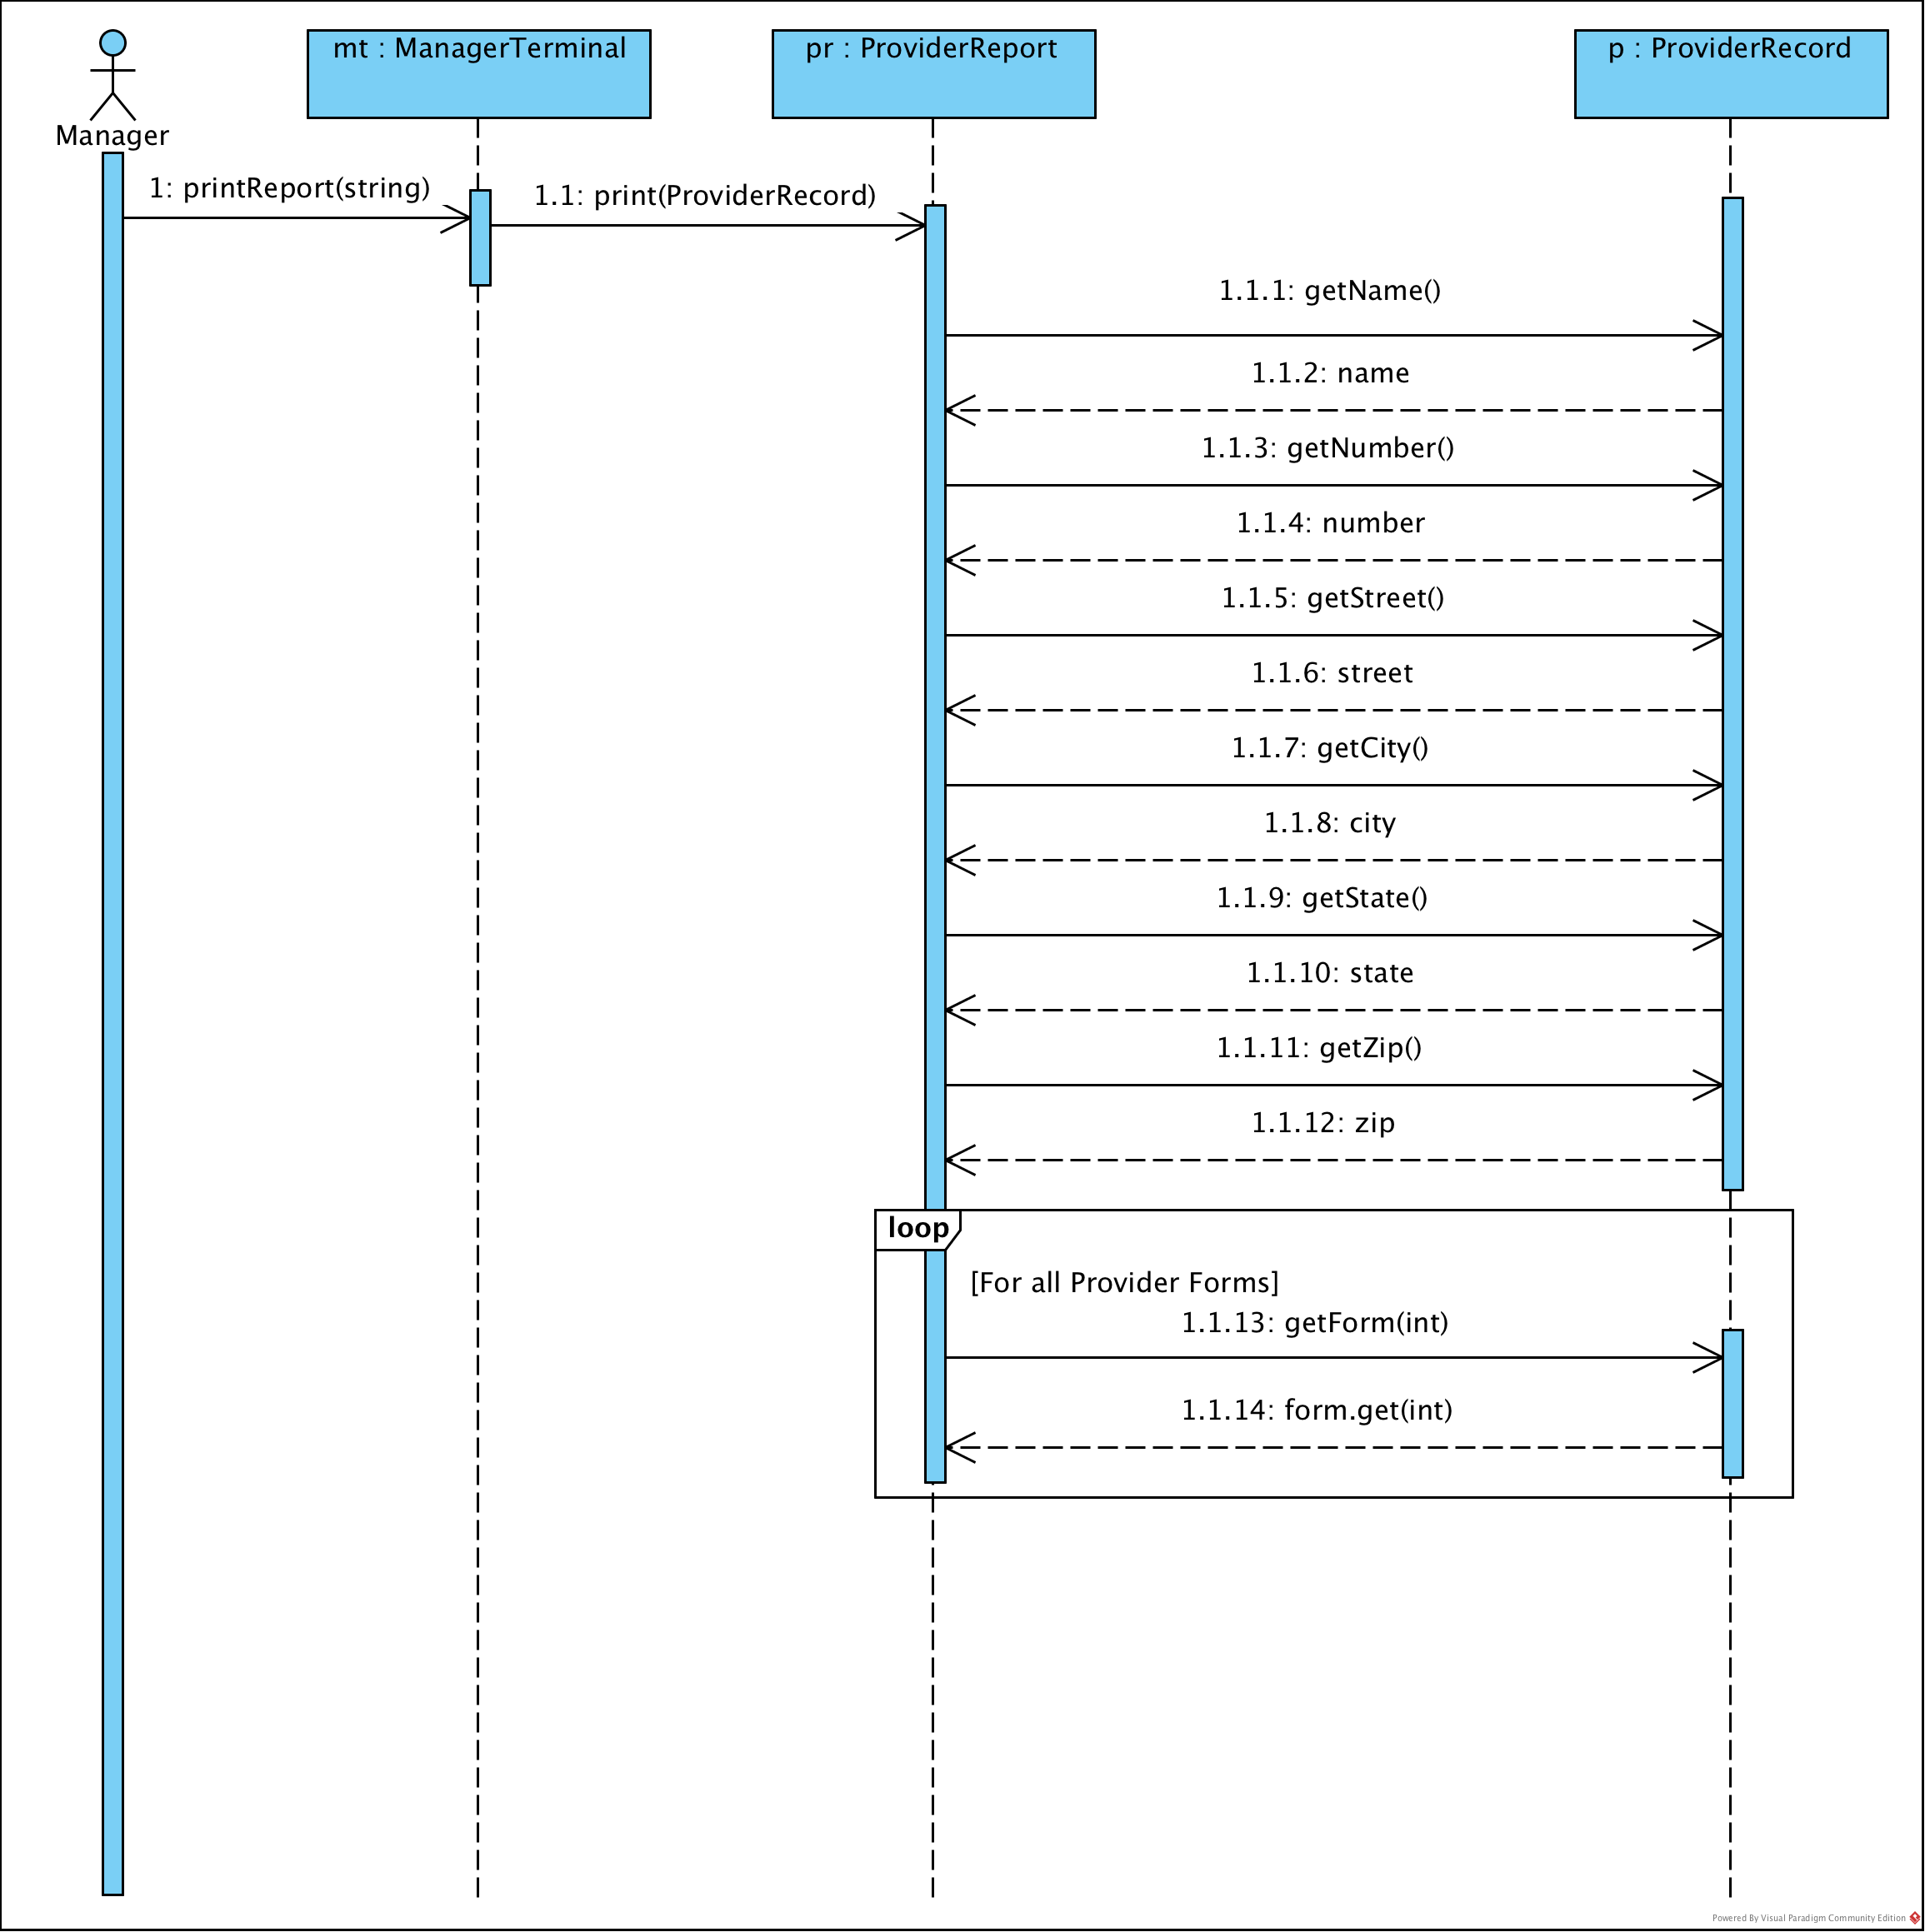 Manager
mt : ManagerTerminal
pr : ProviderReport
p : ProviderRecord
1: printReport(string)
1.1: print(ProviderRecord)
1.1.1: getName()
1.1.2: name
1.1.3: getNumber()
1.1.4: number
1.1.5: getStreet()
1.1.6: street
1.1.7: getCity()
1.1.8: city
1.1.9: getState()
1.1.10: state
1.1.11: getZip()
1.1.12: zip
loop
[For all Provider Forms]
1.1.13: getForm(int)
1.1.14: form.get(int)
Powered By Visual Paradigm Community Edition